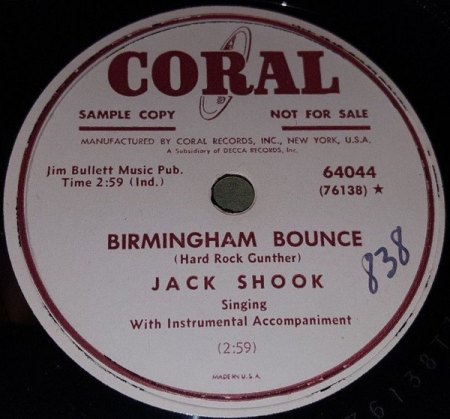 CORAL
SAMPLE COPY NOT FOR SALE
MANUFACTURED BY CORAL RECORDS, INC., NEW YORK, U.S.A.
A Subsidiary of DECCA RECORDS, Inc.
Jim Bullett Music Pub. 64044
Time 2:59 (Ind.) (76138) ★
BIRMINGHAM BOUNCE
(Hard Rock Gunther)
838
JACK SHOOK
Singing
With Instrumental Accompaniment
(2:59)
MADE IN U.S.A.
76138